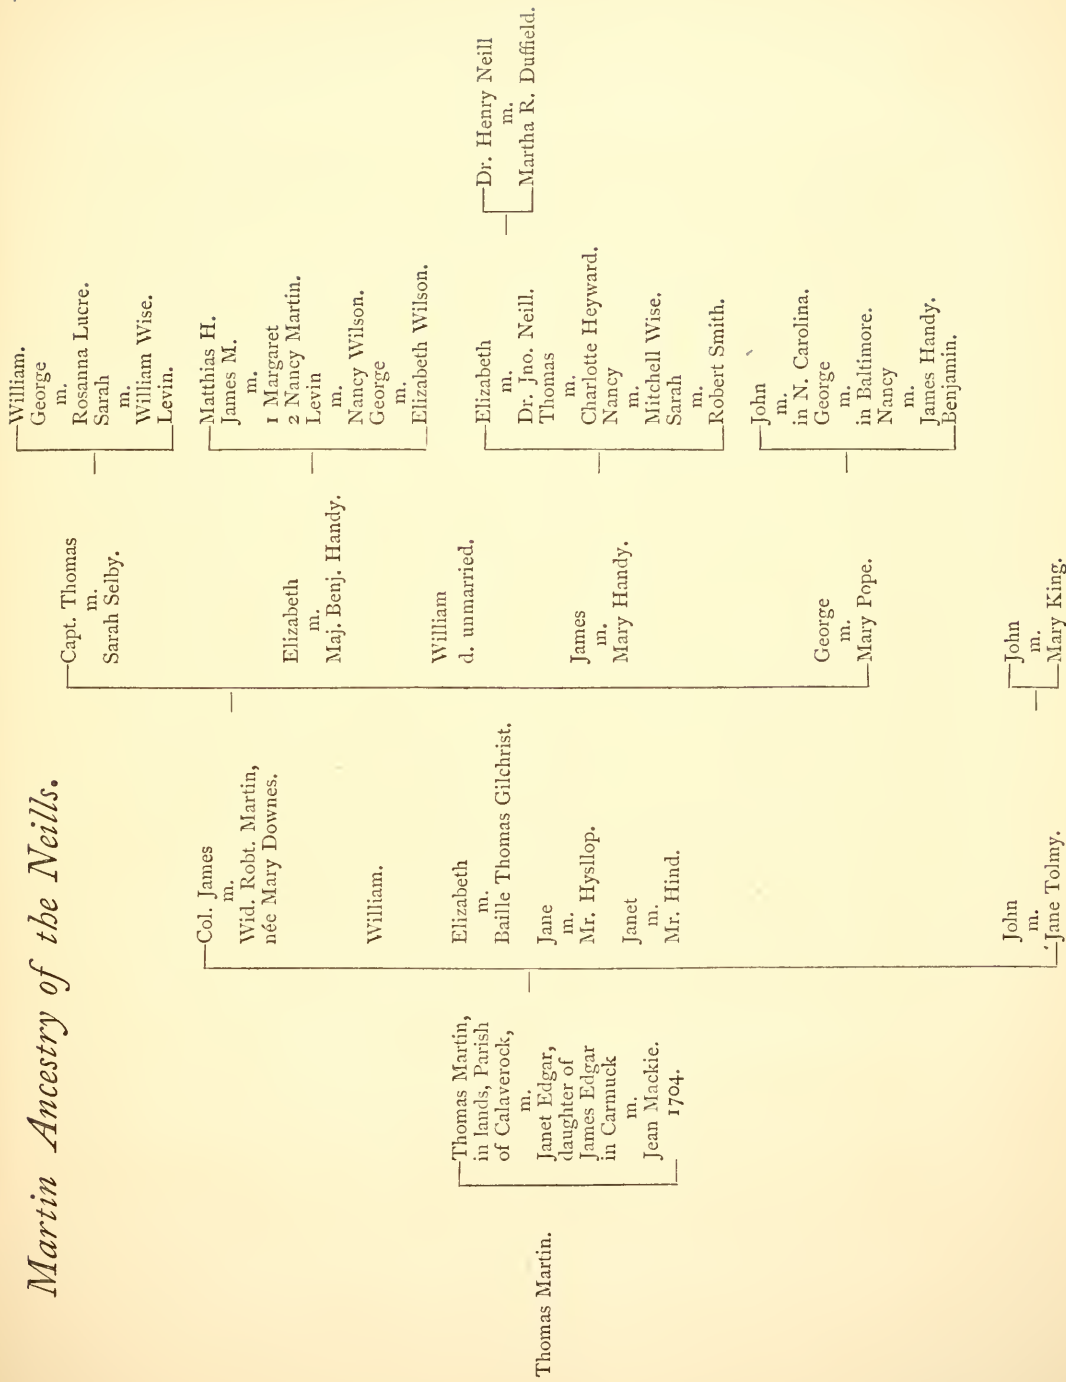 Martin Ancestry of the Neills.
Thomas Martin.
Thomas Martin,
in lands, Parish
of Calaverock,
m.
Janet Edgar,
daughter of
James Edgar
in Carmuck
m.
Jean Mackie.
1704.
Col. James
m.
Wid. Robt. Martin,
née Mary Downes.
William.
Elizabeth
m.
Baille Thomas Gilchrist.
Jane
m.
Mr. Hysllop.
Janet
m.
Mr. Hind.
John
m.
Jane Tolmy.
Capt. Thomas
m.
Sarah Selby.
Elizabeth
m.
Maj. Benj. Handy.
William
d. unmarried.
James
m.
Mary Handy.
George
m.
Mary Pope.
John
m.
Mary King.
William.
George
m.
Rosanna Lucre.
Sarah
m.
William Wise.
Levin.
Matthias H.
James M.
m.
1 Margaret
2 Nancy Martin.
Levin
m.
Nancy Wilson.
George
m.
Elizabeth Wilson.
Elizabeth
m.
Dr. Jno. Neill.
Thomas
m.
Charlotte Heyward.
Nancy
m.
Mitchell Wise.
Sarah
m.
Robert Smith.
John
m.
in N. Carolina.
George
m.
in Baltimore.
Nancy
m.
James Handy.
Benjamin.
Dr. Henry Neill
m.
Martha R. Duffield.